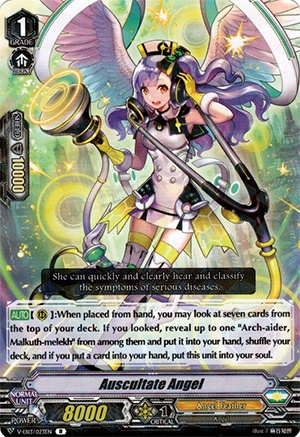 1
GRADE
BOOST
SHIELD
10000
She can quickly and clearly hear and classify
the symptoms of serious diseases.
AUTO :When placed from hand, you may look at seven cards from
the top of your deck. If you looked, reveal up to one "Arch-aider,
Malkuth-melekh" from among them and put it into your hand, shuffle your
deck, and if you put a card into your hand, put this unit into your soul.
NORMAL
UNIT
Auscultate Angel
POWER
8000
1
CRITICAL
Angel Feather
Angel
V-EB13/023EN R
illust /